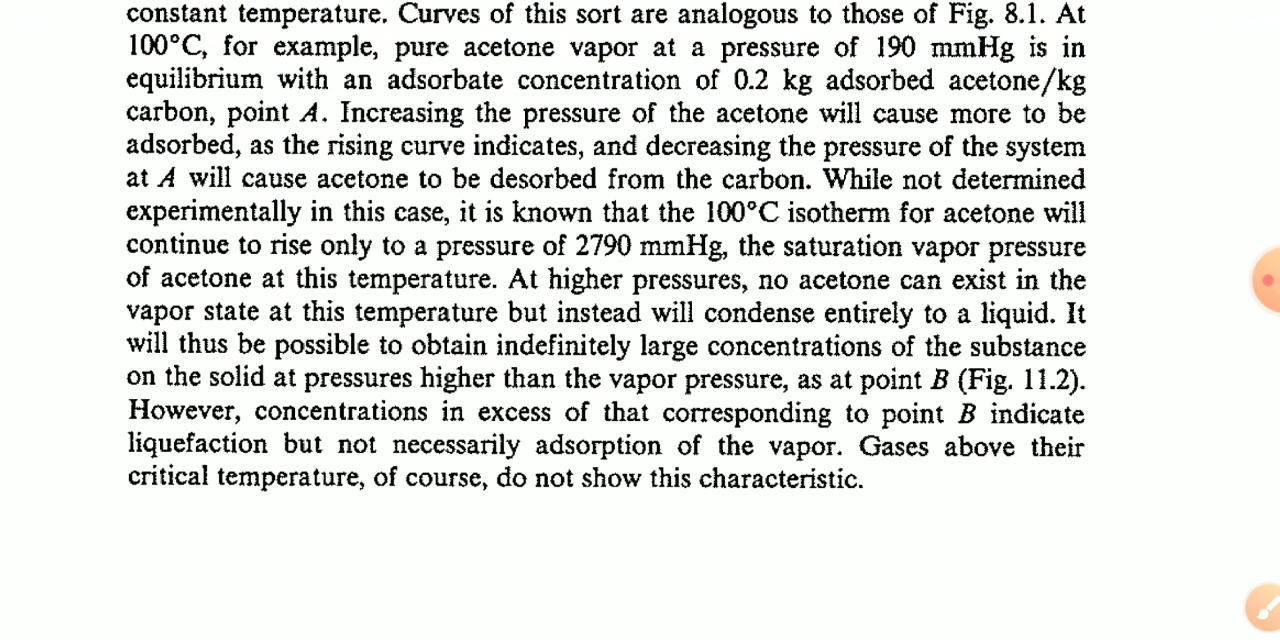 constant temperature. Curves of this sort are analogous to those of Fig. 8.1. At
100°C, for example, pure acetone vapor at a pressure of 190 mmHg is in
equilibrium with an adsorbate concentration of 0.2 kg adsorbed acetone/kg
carbon, point A. Increasing the pressure of the acetone will cause more to be
adsorbed, as the rising curve indicates, and decreasing the pressure of the system
at A will cause acetone to be desorbed from the carbon. While not determined
experimentally in this case, it is known that the 100°C isotherm for acetone will
continue to rise only to a pressure of 2790 mmHg, the saturation vapor pressure
of acetone at this temperature. At higher pressures, no acetone can exist in the
vapor state at this temperature but instead will condense entirely to a liquid. It
will thus be possible to obtain indefinitely large concentrations of the substance
on the solid at pressures higher than the vapor pressure, as at point B (Fig. 11.2).
However, concentrations in excess of that corresponding to point B indicate
liquefaction but not necessarily adsorption of the vapor. Gases above their
critical temperature, of course, do not show this characteristic.